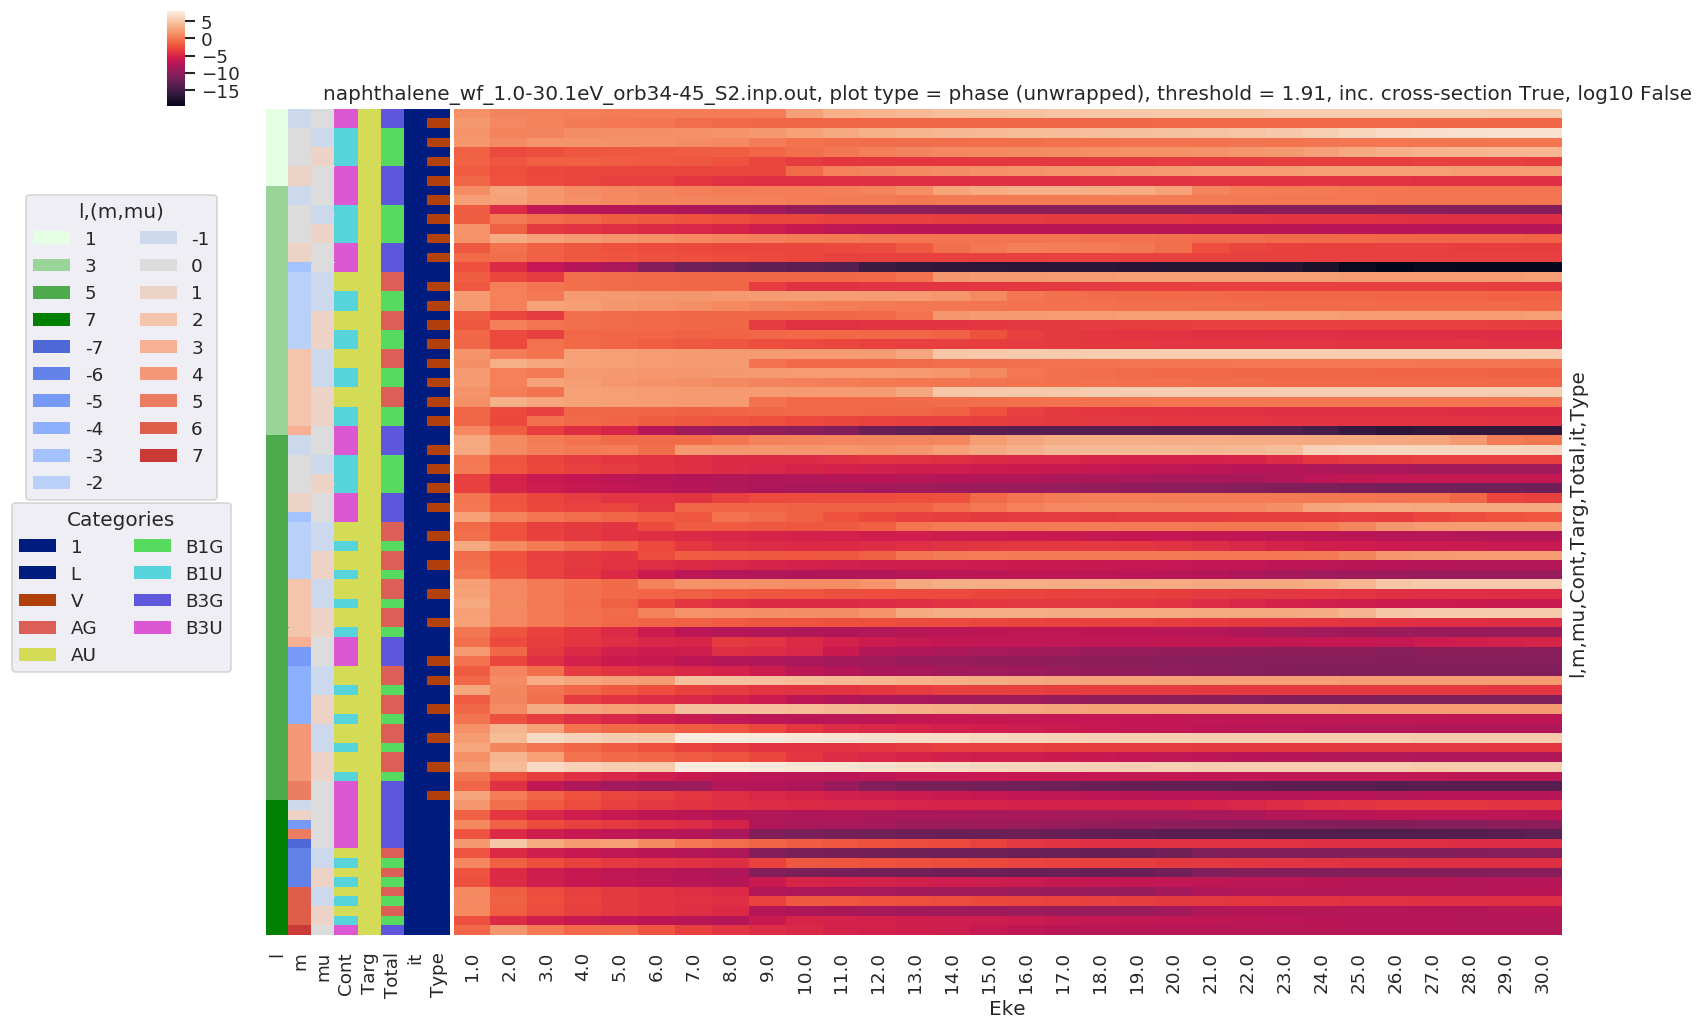 5
0
−5
−10
−15
naphthalene_wf_1.0-30.1eV_orb34-45_S2.inp.out, plot type = phase (unwrapped), threshold = 1.91, inc. cross-section True, log10 False
l,(m,mu)
1 -1
3 0
5 1
7 2
-7 3
-6 4
-5 5
-4 6
-3 7
-2
Categories
1 B1G
L B1U
V B3G
AG B3U
AU
l,m,mu,Cont,Targ,Total,it,Type
l m mu Cont Targ Total it Type
1.0 2.0 3.0 4.0 5.0 6.0 7.0 8.0 9.0 10.0 11.0 12.0 13.0 14.0 15.0 16.0 17.0 18.0 19.0 20.0 21.0 22.0 23.0 24.0 25.0 26.0 27.0 28.0 29.0 30.0
Eke